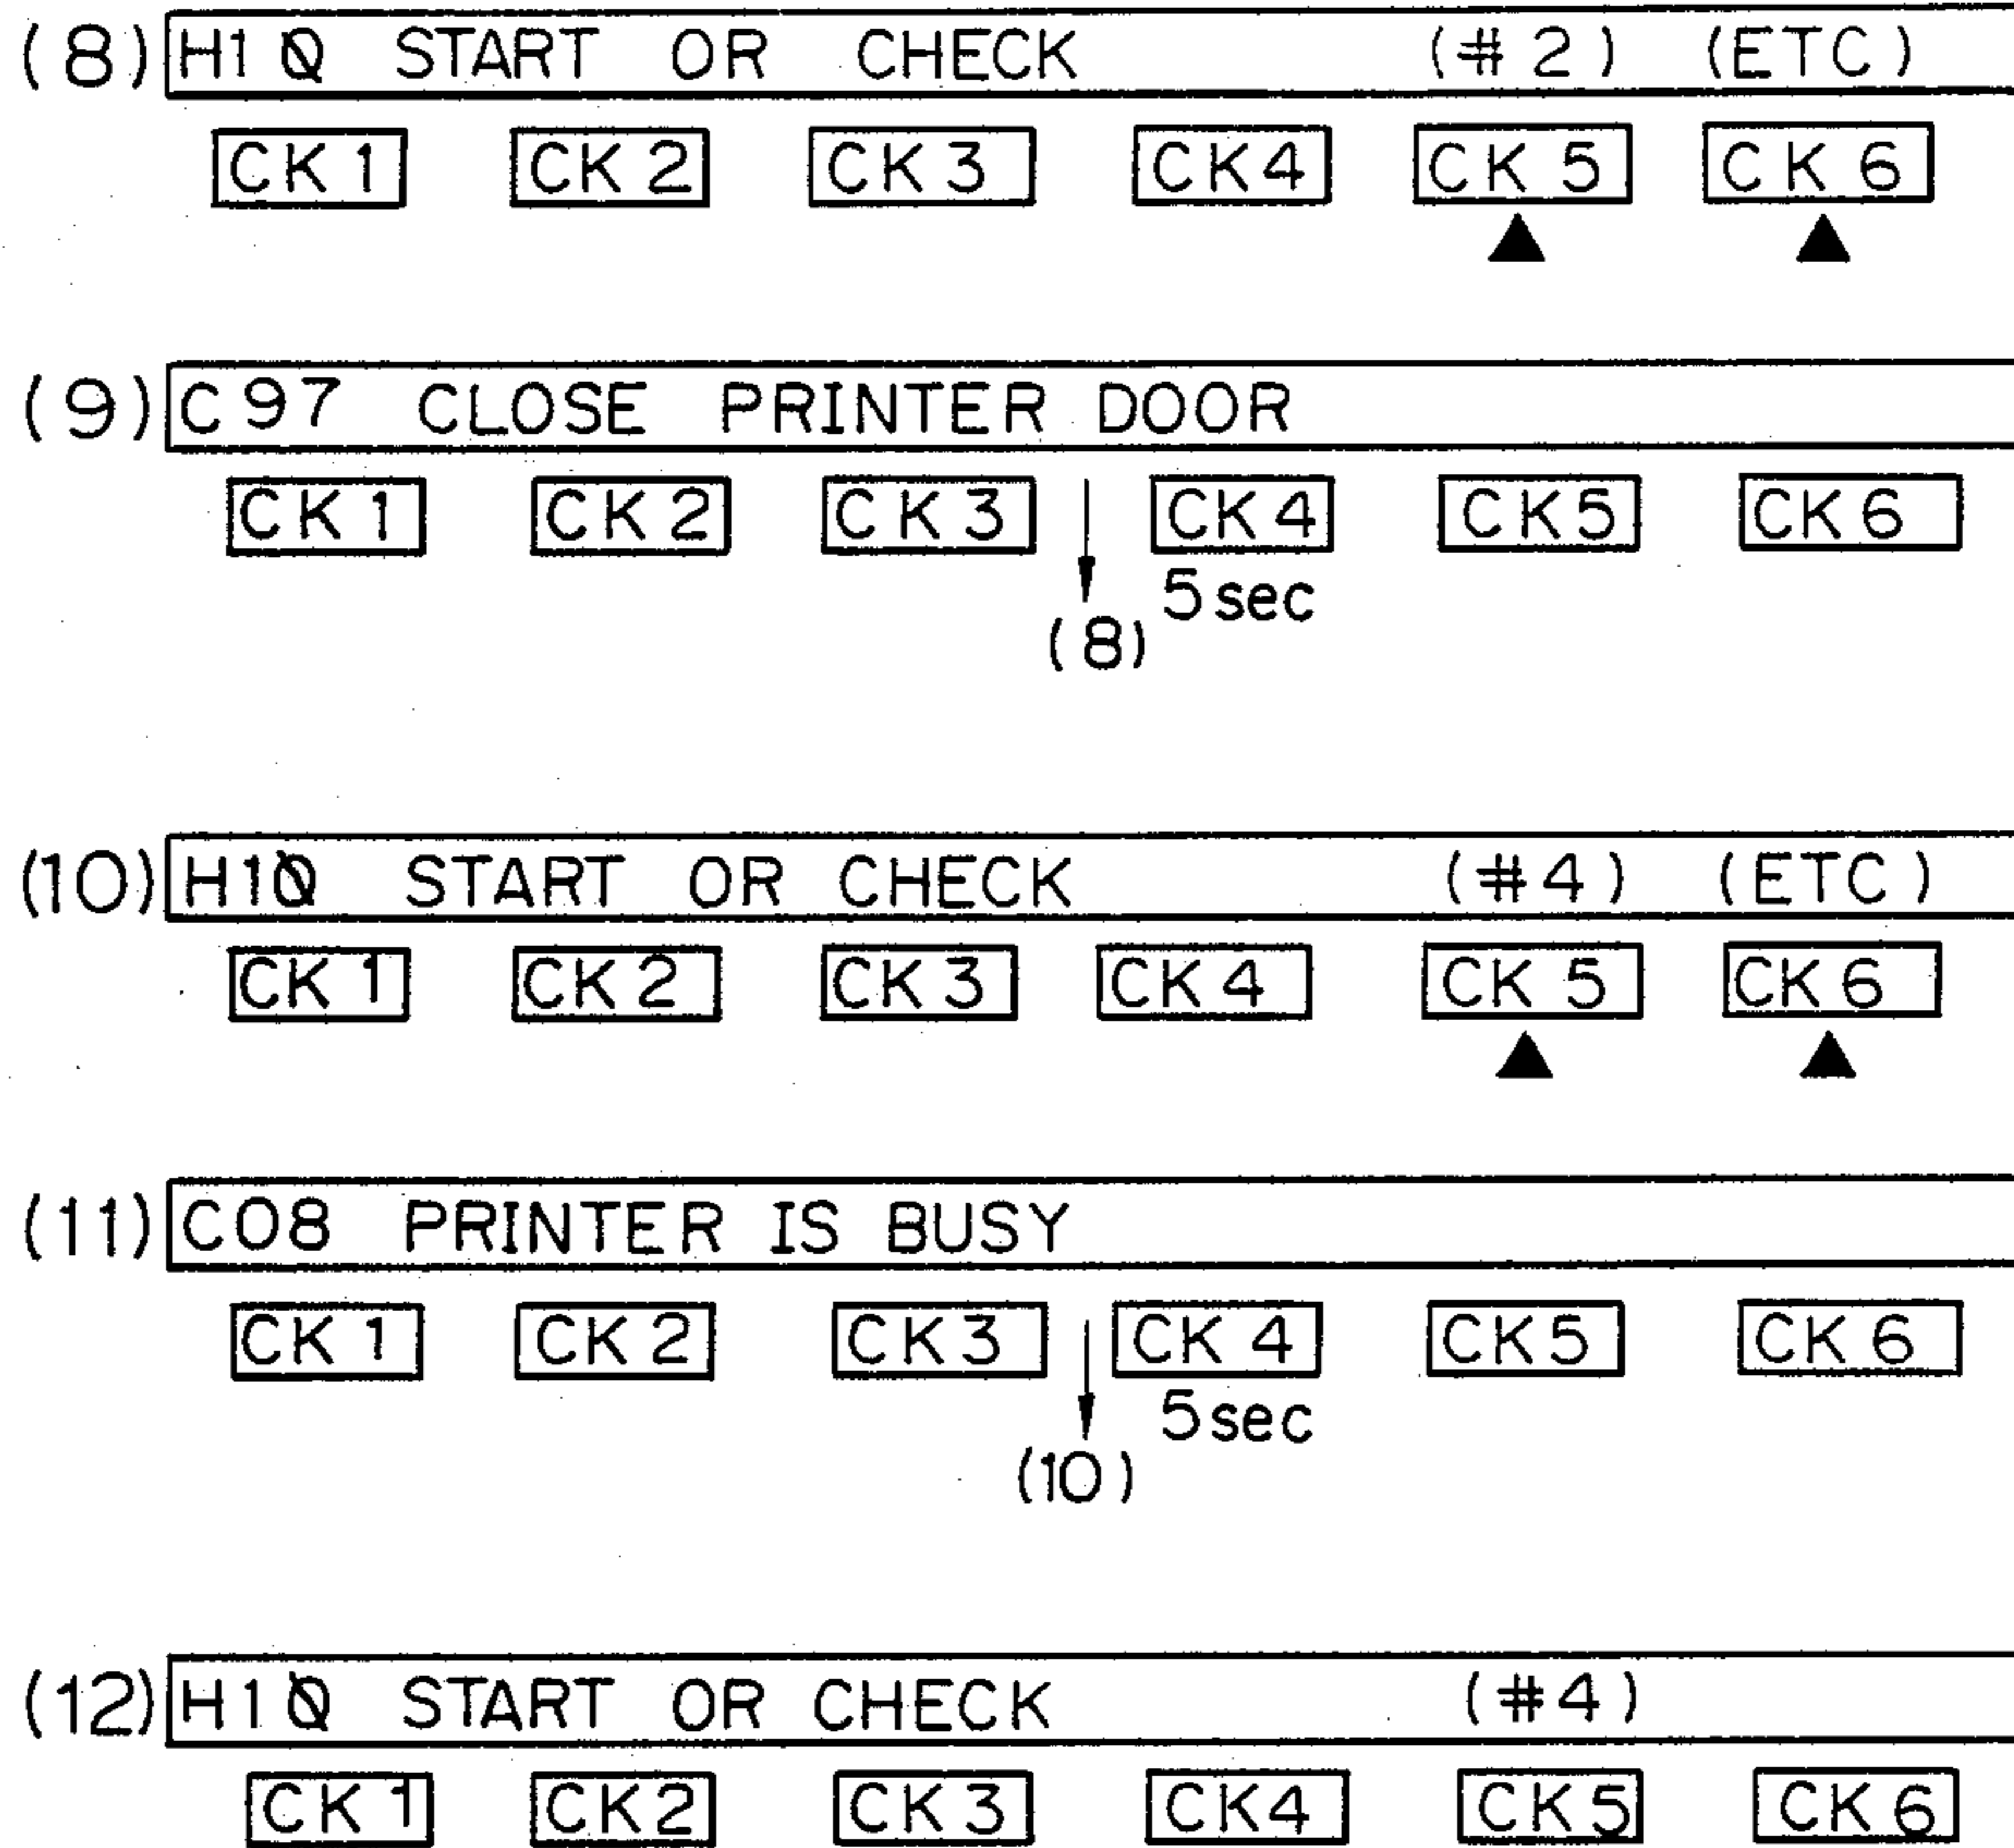 (8) H10 START OR CHECK (#2) (ETC)
CK1 CK2 CK3 CK4 CK5 CK6
(9) C97 CLOSE PRINTER DOOR
CK1 CK2 CK3 CK4 CK5 CK6
5sec
(8)
(10) H10 START OR CHECK (#4) (ETC)
CK1 CK2 CK3 CK4 CK5 CK6
(11) C08 PRINTER IS BUSY
CK1 CK2 CK3 CK4 CK5 CK6
5sec
(10)
(12) H10 START OR CHECK (#4)
CK1 CK2 CK3 CK4 CK5 CK6